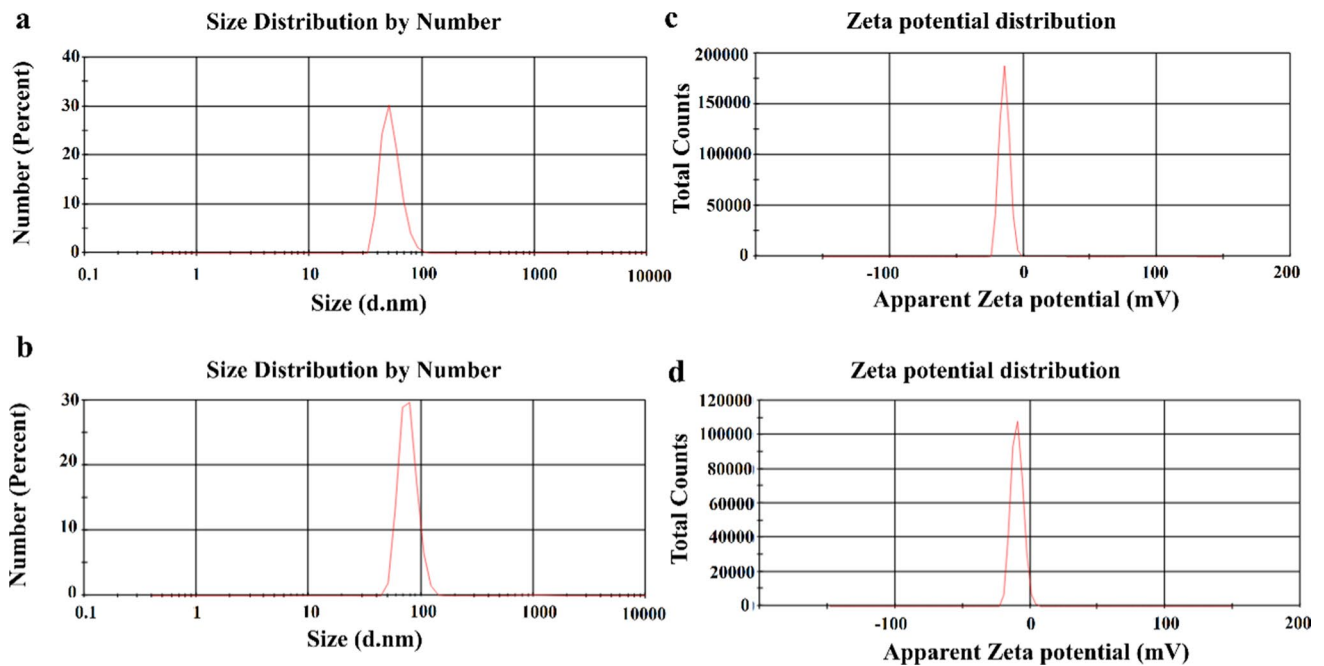 a
Size Distribution by Number
Number (Percent)
40
30
20
10
0
0.1 1 10 100 1000 10000
Size (d.nm)
c
Zeta potential distribution
Total Counts
200000
150000
100000
50000
0
-100 0 100 200
Apparent Zeta potential (mV)
b
Size Distribution by Number
Number (Percent)
30
20
10
0
0.1 1 10 100 1000 10000
Size (d.nm)
d
Zeta potential distribution
Total Counts
120000
100000
80000
60000
40000
20000
0
-100 0 100 200
Apparent Zeta potential (mV)